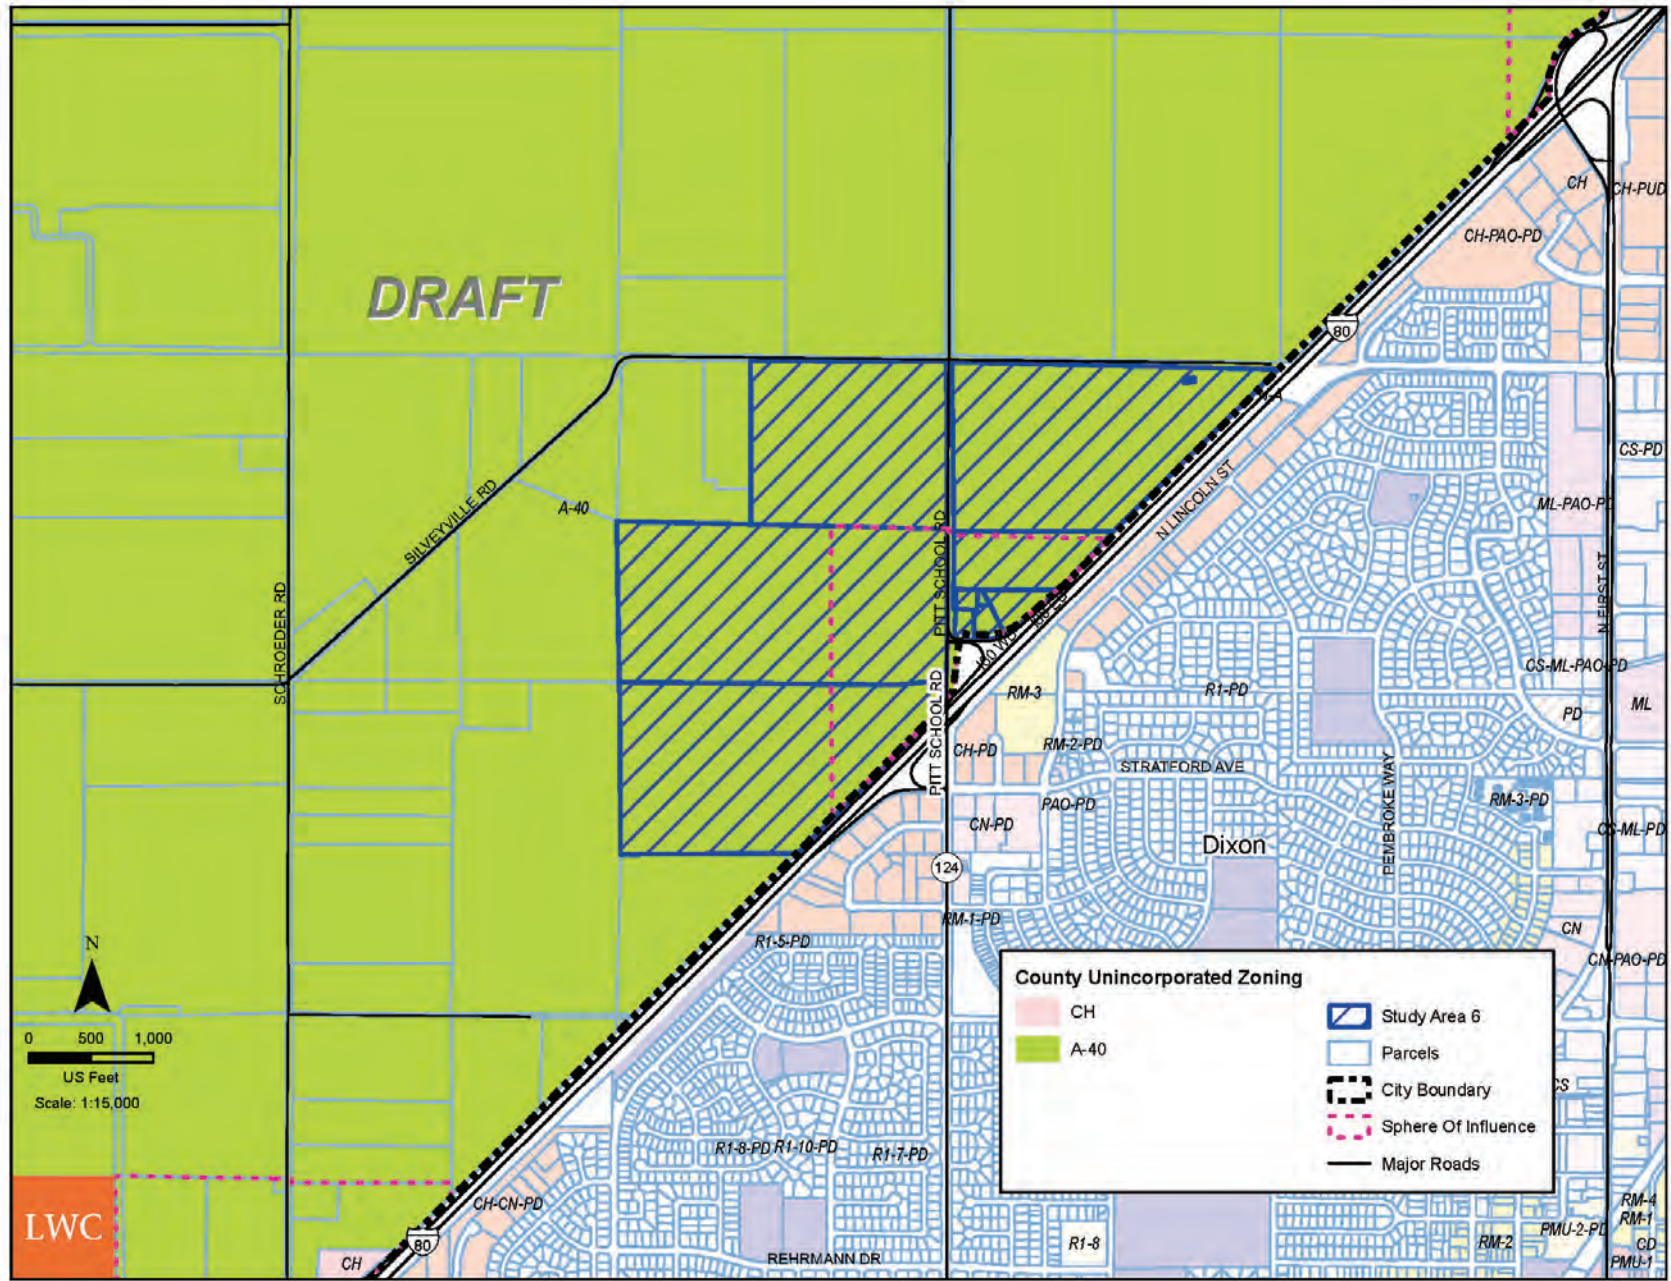 CH
CH-PUD
CH-PAO-PD
DRAFT
80
CS-PD
N LINCOLN ST
ML-PAO-PD
A-40
SILVEYVILLE RD
PITT SCHOOL RD
N FIRST ST
SCHROEDER RD
CS-ML-PAO-PD
RM-3
R1-PD
PD
ML
PITT SCHOOL RD
CH-PD
RM-2-PD
STRATFORD AVE
PEMBROKE WAY
PAO-PD
RM-3-PD
CN-PD
CS-ML-PD
Dixon
124
RM-1-PD
CN
R1-5-PD
CN-PAO-PD
N
0 500 1,000
US Feet
Scale: 1:15,000
County Unincorporated Zoning
CH
A-40
Study Area 6
Parcels
City Boundary
Sphere Of Influence
Major Roads
CS
R1-8-PD
R1-10-PD
R1-7-PD
CH-CN-PD
LWC
80
CH
REHRMANN DR
R1-8
RM-2
PMU-2-PD
RM-4
RM-1
CD
PMU-1